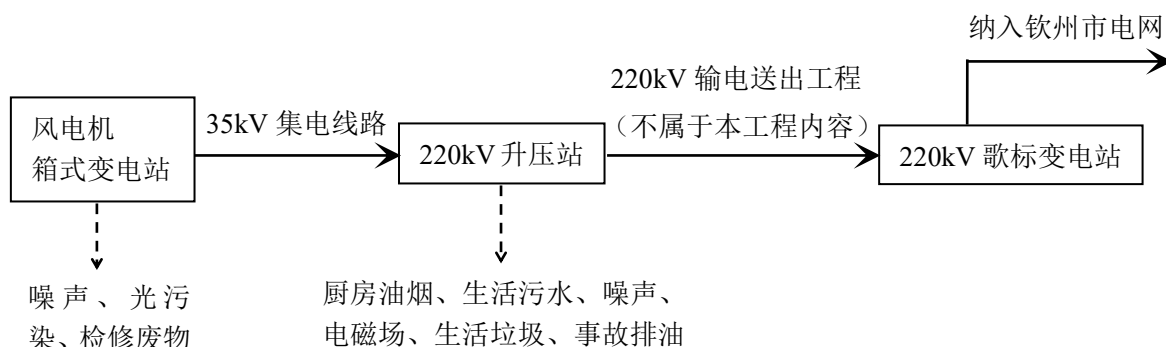 纳入钦州市电网
220kV 输电送出工程
（不属于本工程内容）
风电机
箱式变电站
35kV 集电线路
220kV 升压站
220kV 歌标变电站
噪声、光污
染、检修废物
厨房油烟、生活污水、噪声、
电磁场、生活垃圾、事故排油